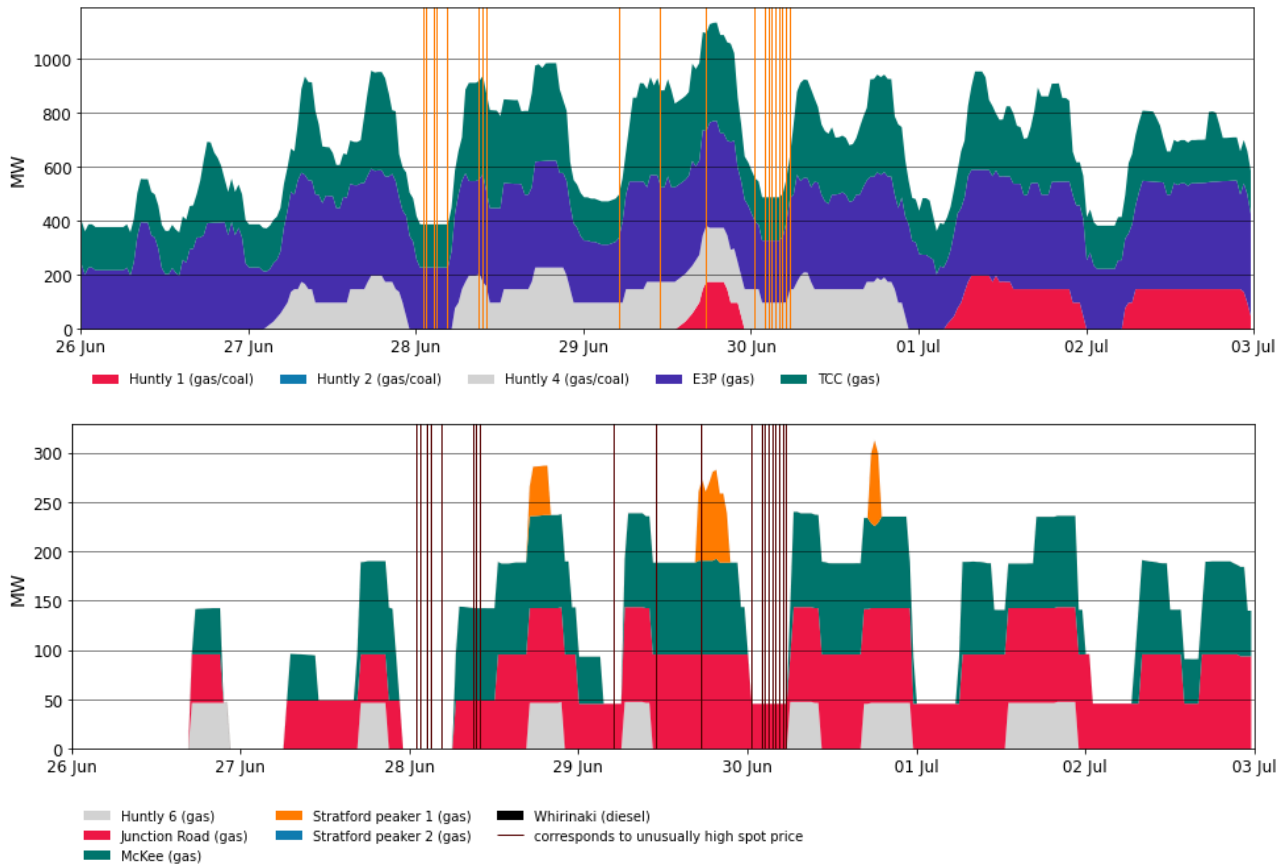 1000
800
600
400
200
0
MW
26 Jun 27 Jun 28 Jun 29 Jun 30 Jun 01 Jul 02 Jul 03 Jul
Huntly 1 (gas/coal) Huntly 2 (gas/coal) Huntly 4 (gas/coal) E3P (gas) TCC (gas)
300
250
200
150
100
50
0
MW
26 Jun 27 Jun 28 Jun 29 Jun 30 Jun 01 Jul 02 Jul 03 Jul
Huntly 6 (gas) Stratford peaker 1 (gas) Whirinaki (diesel)
Junction Road (gas) Stratford peaker 2 (gas) corresponds to unusually high spot price
McKee (gas)